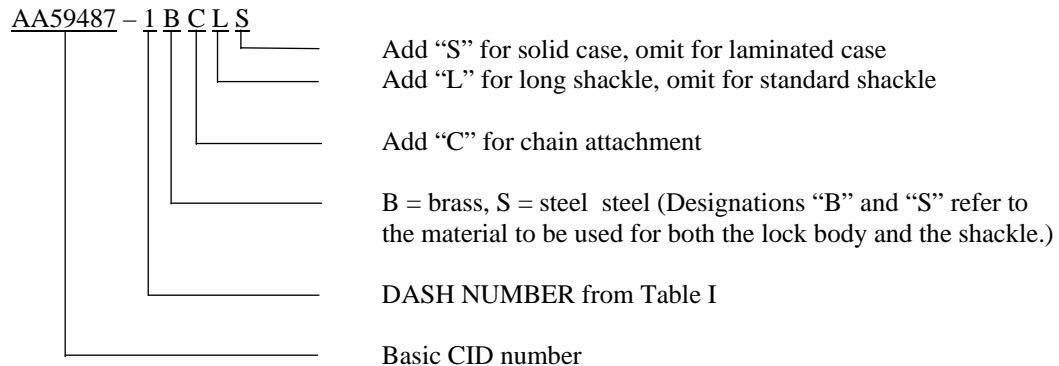 AA59487 – 1 B C L S
Add “S” for solid case, omit for laminated case
Add “L” for long shackle, omit for standard shackle
Add “C” for chain attachment
B = brass, S = steel  steel (Designations “B” and “S” refer to
the material to be used for both the lock body and the shackle.)
DASH NUMBER from Table I
Basic CID number